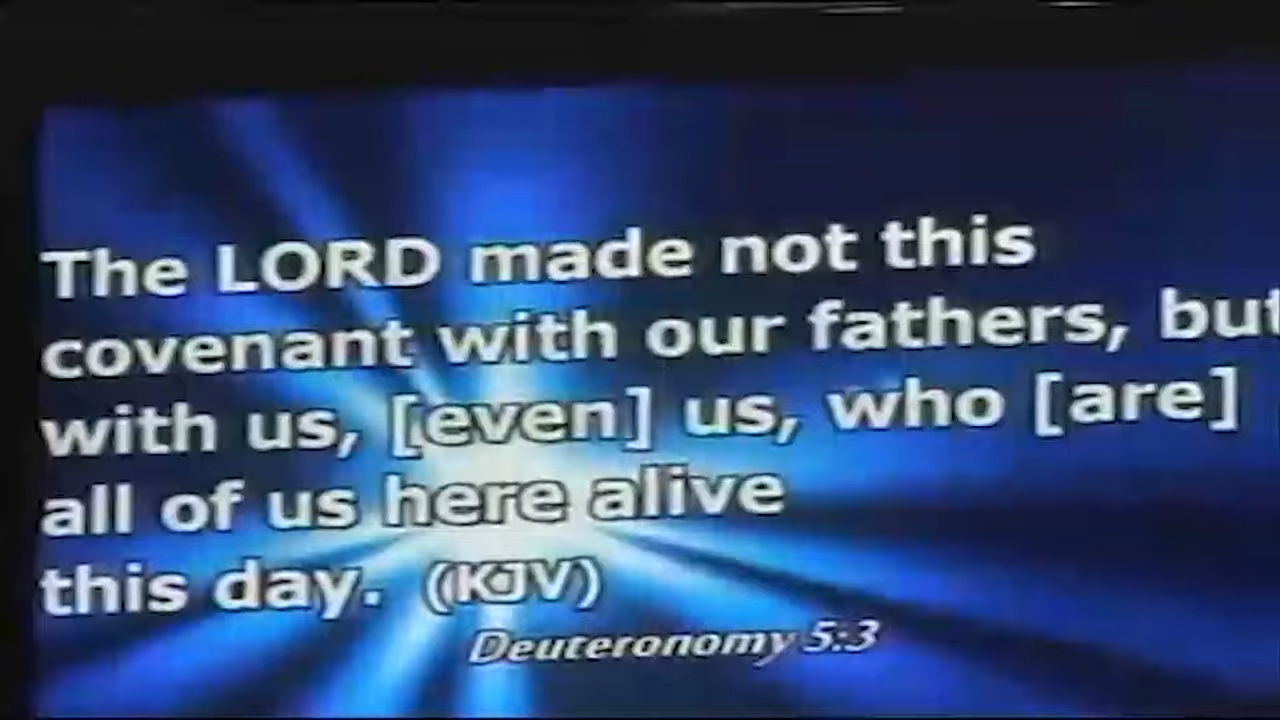 The LORD made not this
covenant with our fathers, but
with us, [even] us, who [are]
all of us here alive
this day. (KJV)
Deuteronomy 5:3